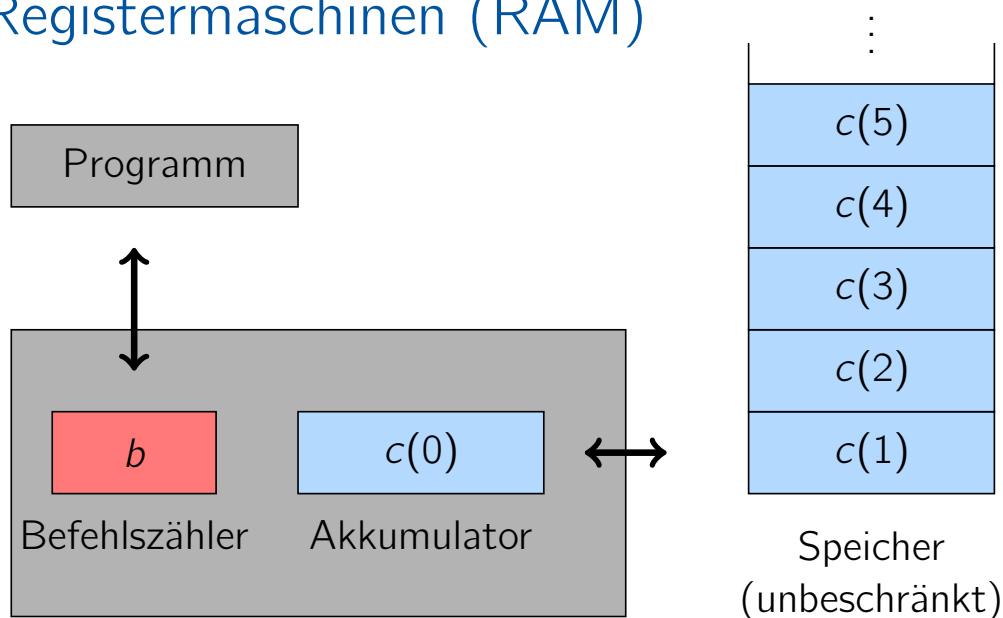 Registermaschinen (RAM)
Programm
b
c(0)
Befehlszähler
Akkumulator
⋮
c(5)
c(4)
c(3)
c(2)
c(1)
Speicher
(unbeschränkt)